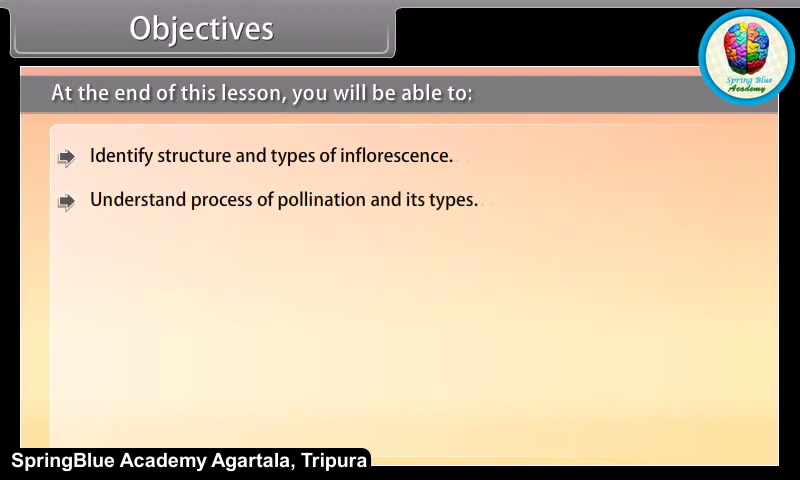 Objectives
Spring Blue
Academy
At the end of this lesson, you will be able to:
Identify structure and types of inflorescence.
Understand process of pollination and its types.
SpringBlue Academy Agartala, Tripura